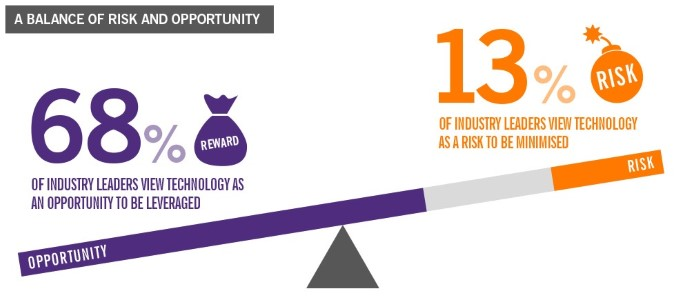 A BALANCE OF RISK AND OPPORTUNITY
68%
REWARD
OF INDUSTRY LEADERS VIEW TECHNOLOGY AS
AN OPPORTUNITY TO BE LEVERAGED
13%
RISK
OF INDUSTRY LEADERS VIEW TECHNOLOGY
AS A RISK TO BE MINIMISED
OPPORTUNITY
RISK